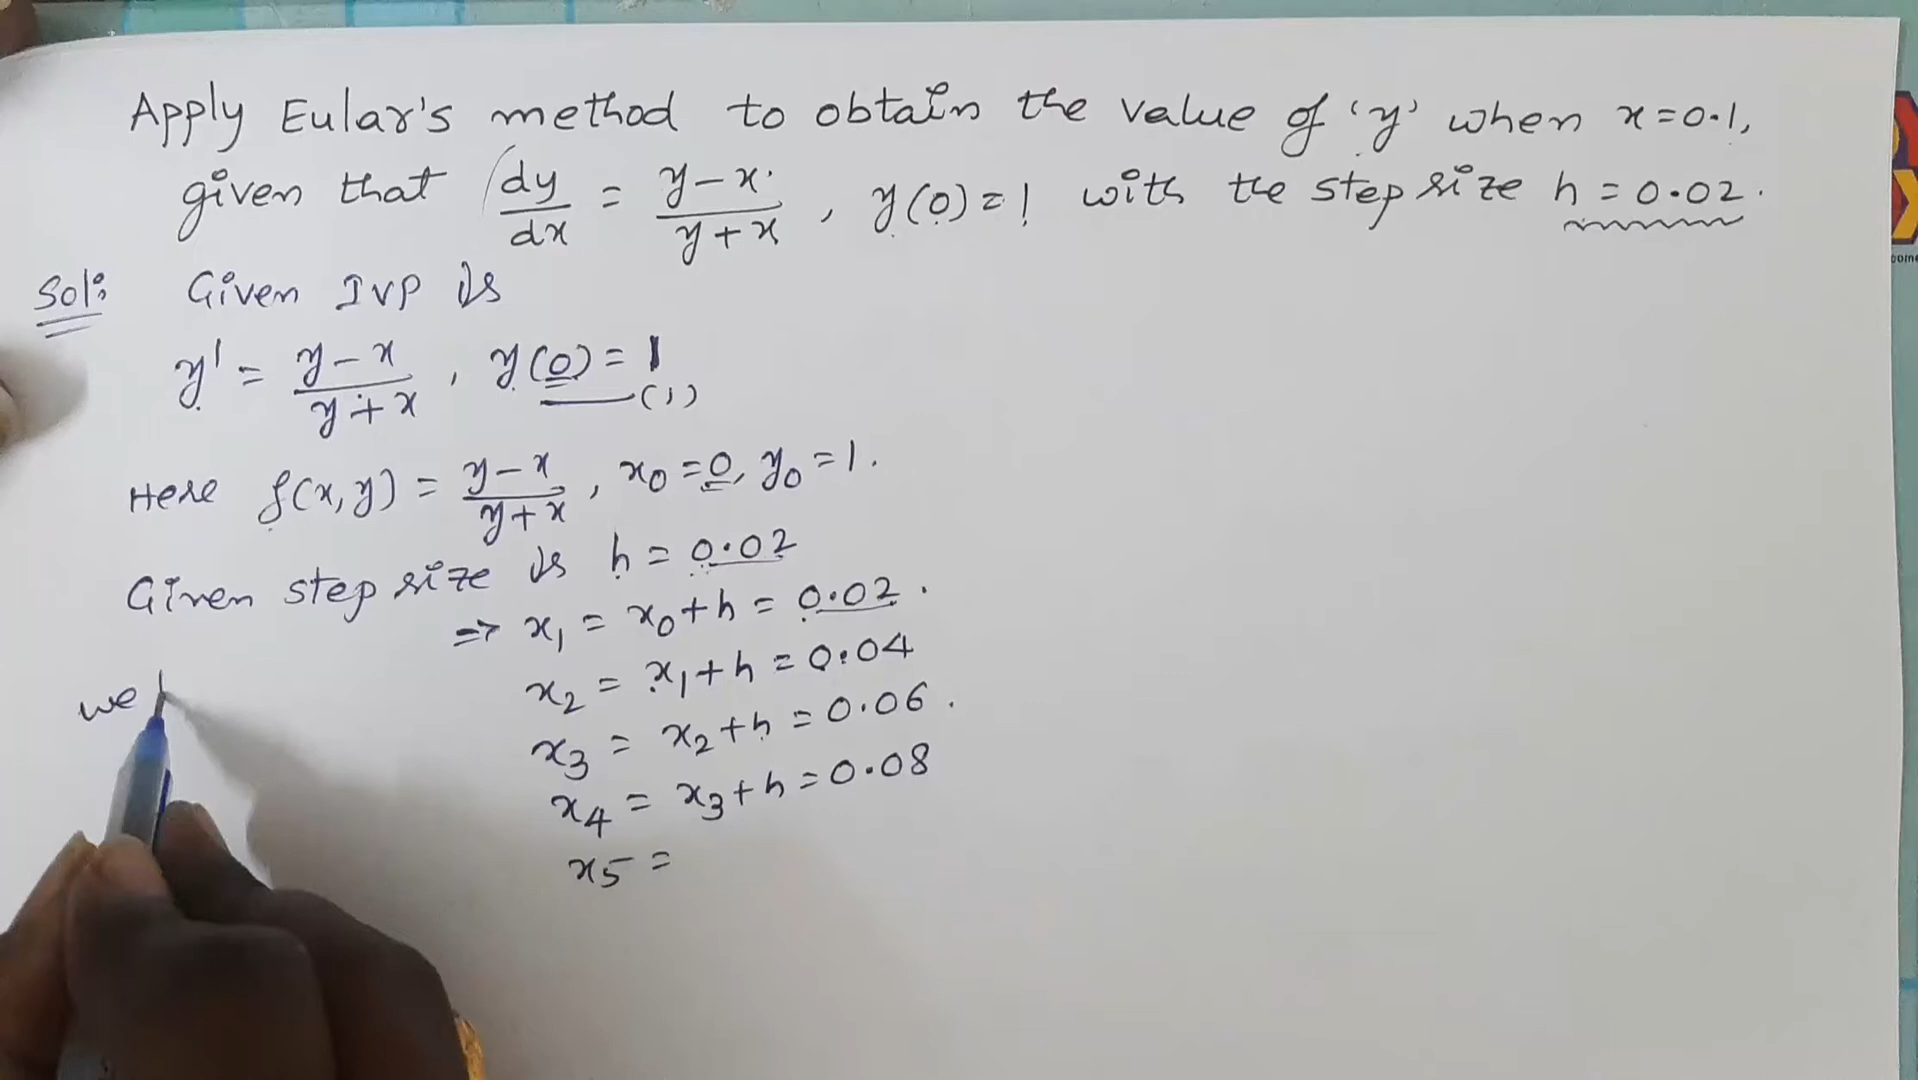 Apply Eular's method to obtain the value of 'y' when x=0.1,
given that dy/dx = y-x/y+x, y(0)=1 with the step size h=0.02.
Sol: Given IVP is
y' = y-x/y+x, y(0)=1
(1)
Here f(x,y) = y-x/y+x, x0=0, y0=1.
Given step size is h=0.02
=> x1 = x0+h = 0.02.
x2 = x1+h = 0.04
we
x3 = x2+h = 0.06.
x4 = x3+h = 0.08
x5 =